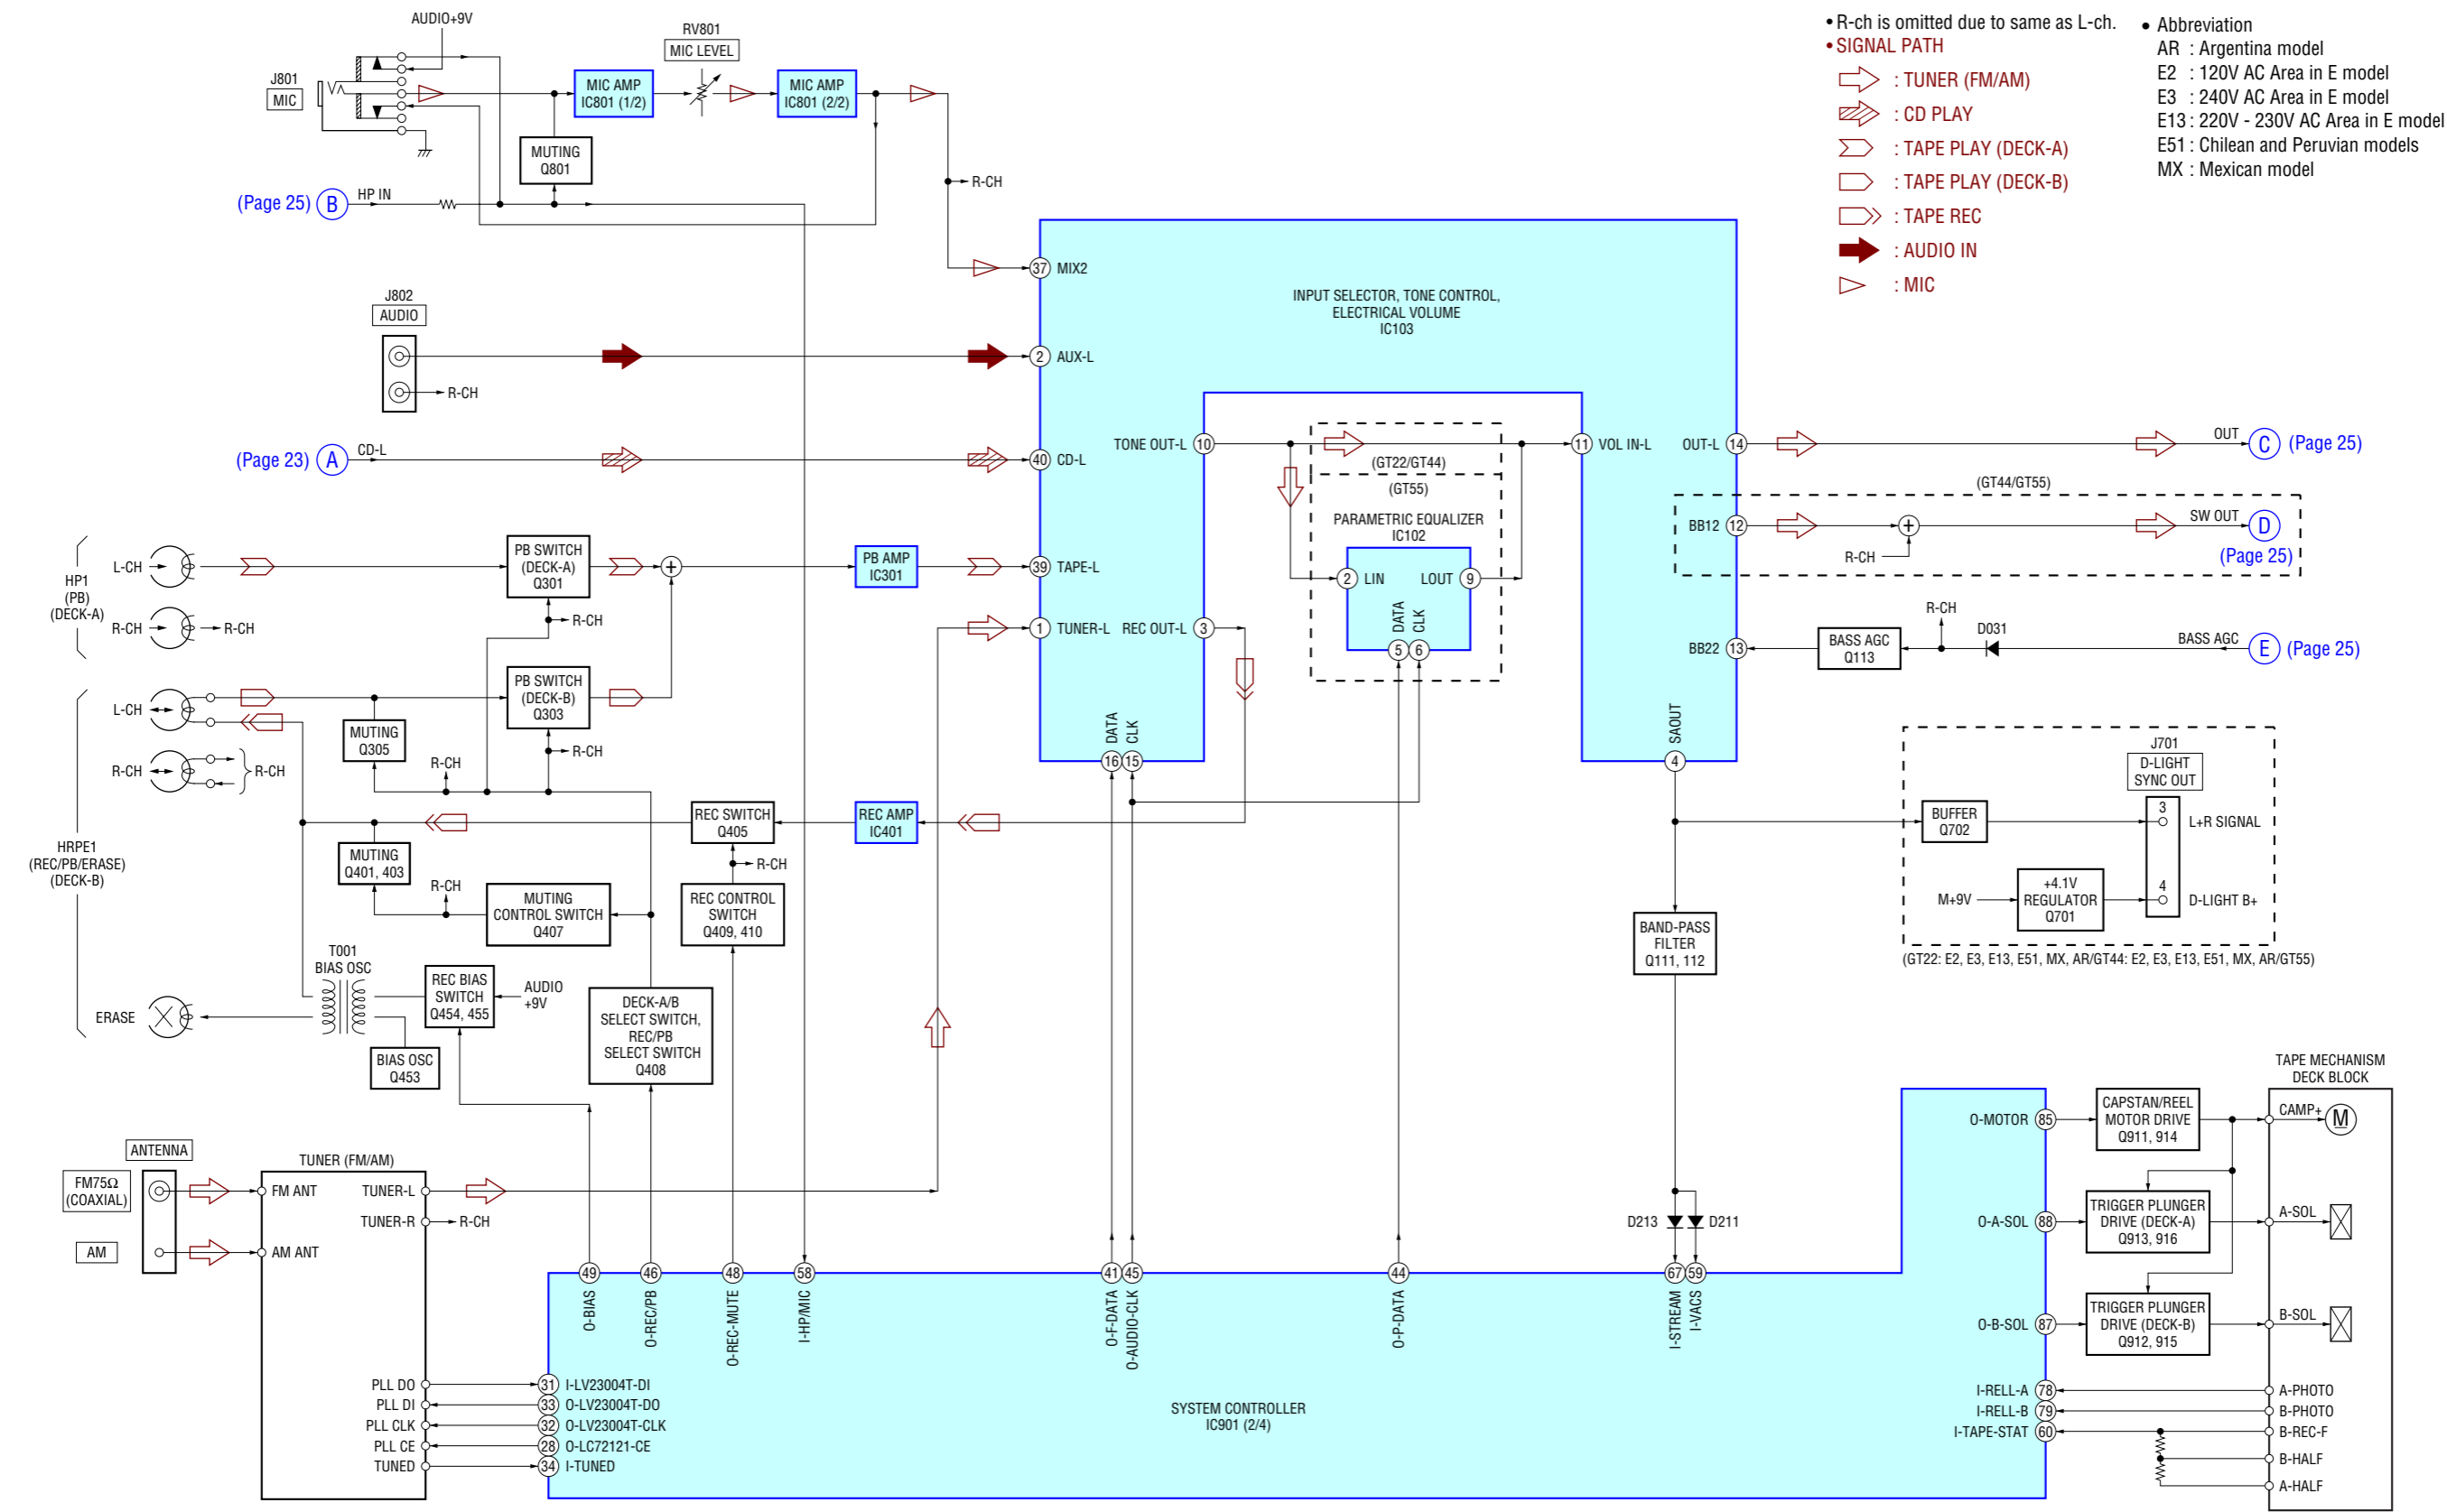 AUDIO+9V
J801
MIC
MIC AMP
IC801 (1/2)
RV801
MIC LEVEL
MIC AMP
IC801 (2/2)
MUTING
Q801
R-CH
(Page 25) B HP IN
• R-ch is omitted due to same as L-ch.
• SIGNAL PATH
: TUNER (FM/AM)
: CD PLAY
: TAPE PLAY (DECK-A)
: TAPE PLAY (DECK-B)
: TAPE REC
: AUDIO IN
: MIC
• Abbreviation
AR : Argentina model
E2 : 120V AC Area in E model
E3 : 240V AC Area in E model
E13 : 220V - 230V AC Area in E model
E51 : Chilean and Peruvian models
MX : Mexican model
J802
AUDIO
R-CH
(Page 23) A CD-L
37 MIX2
2 AUX-L
40 CD-L
39 TAPE-L
1 TUNER-L
INPUT SELECTOR, TONE CONTROL,
ELECTRICAL VOLUME
IC103
TONE OUT-L 10
REC OUT-L 3
DATA
CLK
16 15
11 VOL IN-L
OUT-L 14
BB12 12
BB22 13
SAOUT
4
(GT22/GT44)
(GT55)
PARAMETRIC EQUALIZER
IC102
2 LIN
LOUT 9
DATA
CLK
5 6
OUT C (Page 25)
(GT44/GT55)
R-CH
SW OUT D
(Page 25)
R-CH
D031
BASS AGC
Q113
BASS AGC E (Page 25)
HP1
(PB)
(DECK-A)
L-CH
R-CH
R-CH
PB SWITCH
(DECK-A)
Q301
R-CH
PB AMP
IC301
HRPE1
(REC/PB/ERASE)
(DECK-B)
L-CH
R-CH
R-CH
ERASE
PB SWITCH
(DECK-B)
Q303
R-CH
MUTING
Q305
R-CH
REC SWITCH
Q405
REC AMP
IC401
MUTING
Q401, 403
R-CH
MUTING
CONTROL SWITCH
Q407
R-CH
REC CONTROL
SWITCH
Q409, 410
T001
BIAS OSC
REC BIAS
SWITCH
Q454, 455
AUDIO
+9V
BIAS OSC
Q453
DECK-A/B
SELECT SWITCH,
REC/PB
SELECT SWITCH
Q408
BAND-PASS
FILTER
Q111, 112
BUFFER
Q702
J701
D-LIGHT
SYNC OUT
3
L+R SIGNAL
M+9V
+4.1V
REGULATOR
Q701
4
D-LIGHT B+
(GT22: E2, E3, E13, E51, MX, AR/GT44: E2, E3, E13, E51, MX, AR/GT55)
D213
D211
ANTENNA
FM75Ω
(COAXIAL)
AM
TUNER (FM/AM)
FM ANT
AM ANT
TUNER-L
TUNER-R
R-CH
PLL DO
PLL DI
PLL CLK
PLL CE
TUNED
31 I-LV23004T-DI
33 O-LV23004T-DO
32 O-LV23004T-CLK
28 O-LC72121-CE
34 I-TUNED
49 O-BIAS
46 O-REC/PB
48 O-REC-MUTE
58 I-HP/MIC
41 O-F-DATA
45 O-AUDIO-CLK
44 O-P-DATA
67 I-STREAM
59 I-VACS
SYSTEM CONTROLLER
IC901 (2/4)
O-MOTOR 85
O-A-SOL 88
O-B-SOL 87
I-RELL-A 78
I-RELL-B 79
I-TAPE-STAT 60
CAPSTAN/REEL
MOTOR DRIVE
Q911, 914
TRIGGER PLUNGER
DRIVE (DECK-A)
Q913, 916
TRIGGER PLUNGER
DRIVE (DECK-B)
Q912, 915
TAPE MECHANISM
DECK BLOCK
CAMP+
M
A-SOL
B-SOL
A-PHOTO
B-PHOTO
B-REC-F
B-HALF
A-HALF